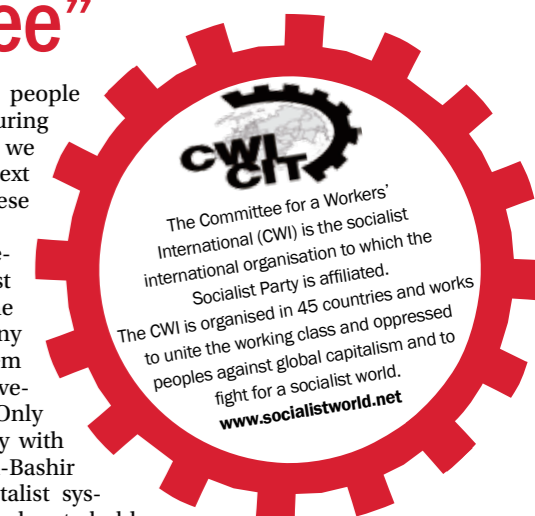 ee”
people
uring
we
ext
ese
e-
st
e
ny
m
ve-
Only
y with
-Bashir
talist sys-
CWI
CIT
The Committee for a Workers’
International (CWI) is the socialist
international organisation to which the
Socialist Party is affiliated.
The CWI is organised in 45 countries and works
to unite the working class and oppressed
peoples against global capitalism and to
fight for a socialist world.
www.socialistworld.net